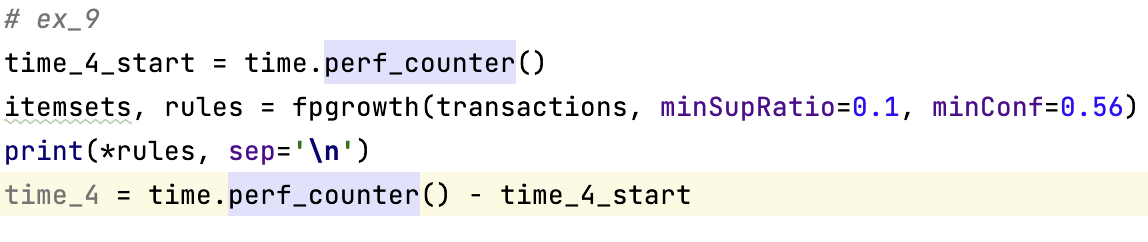 # ex_9
time_4_start = time.perf_counter()
itemsets, rules = fpgrowth(transactions, minSupRatio=0.1, minConf=0.56)
print(*rules, sep='\n')
time_4 = time.perf_counter() - time_4_start